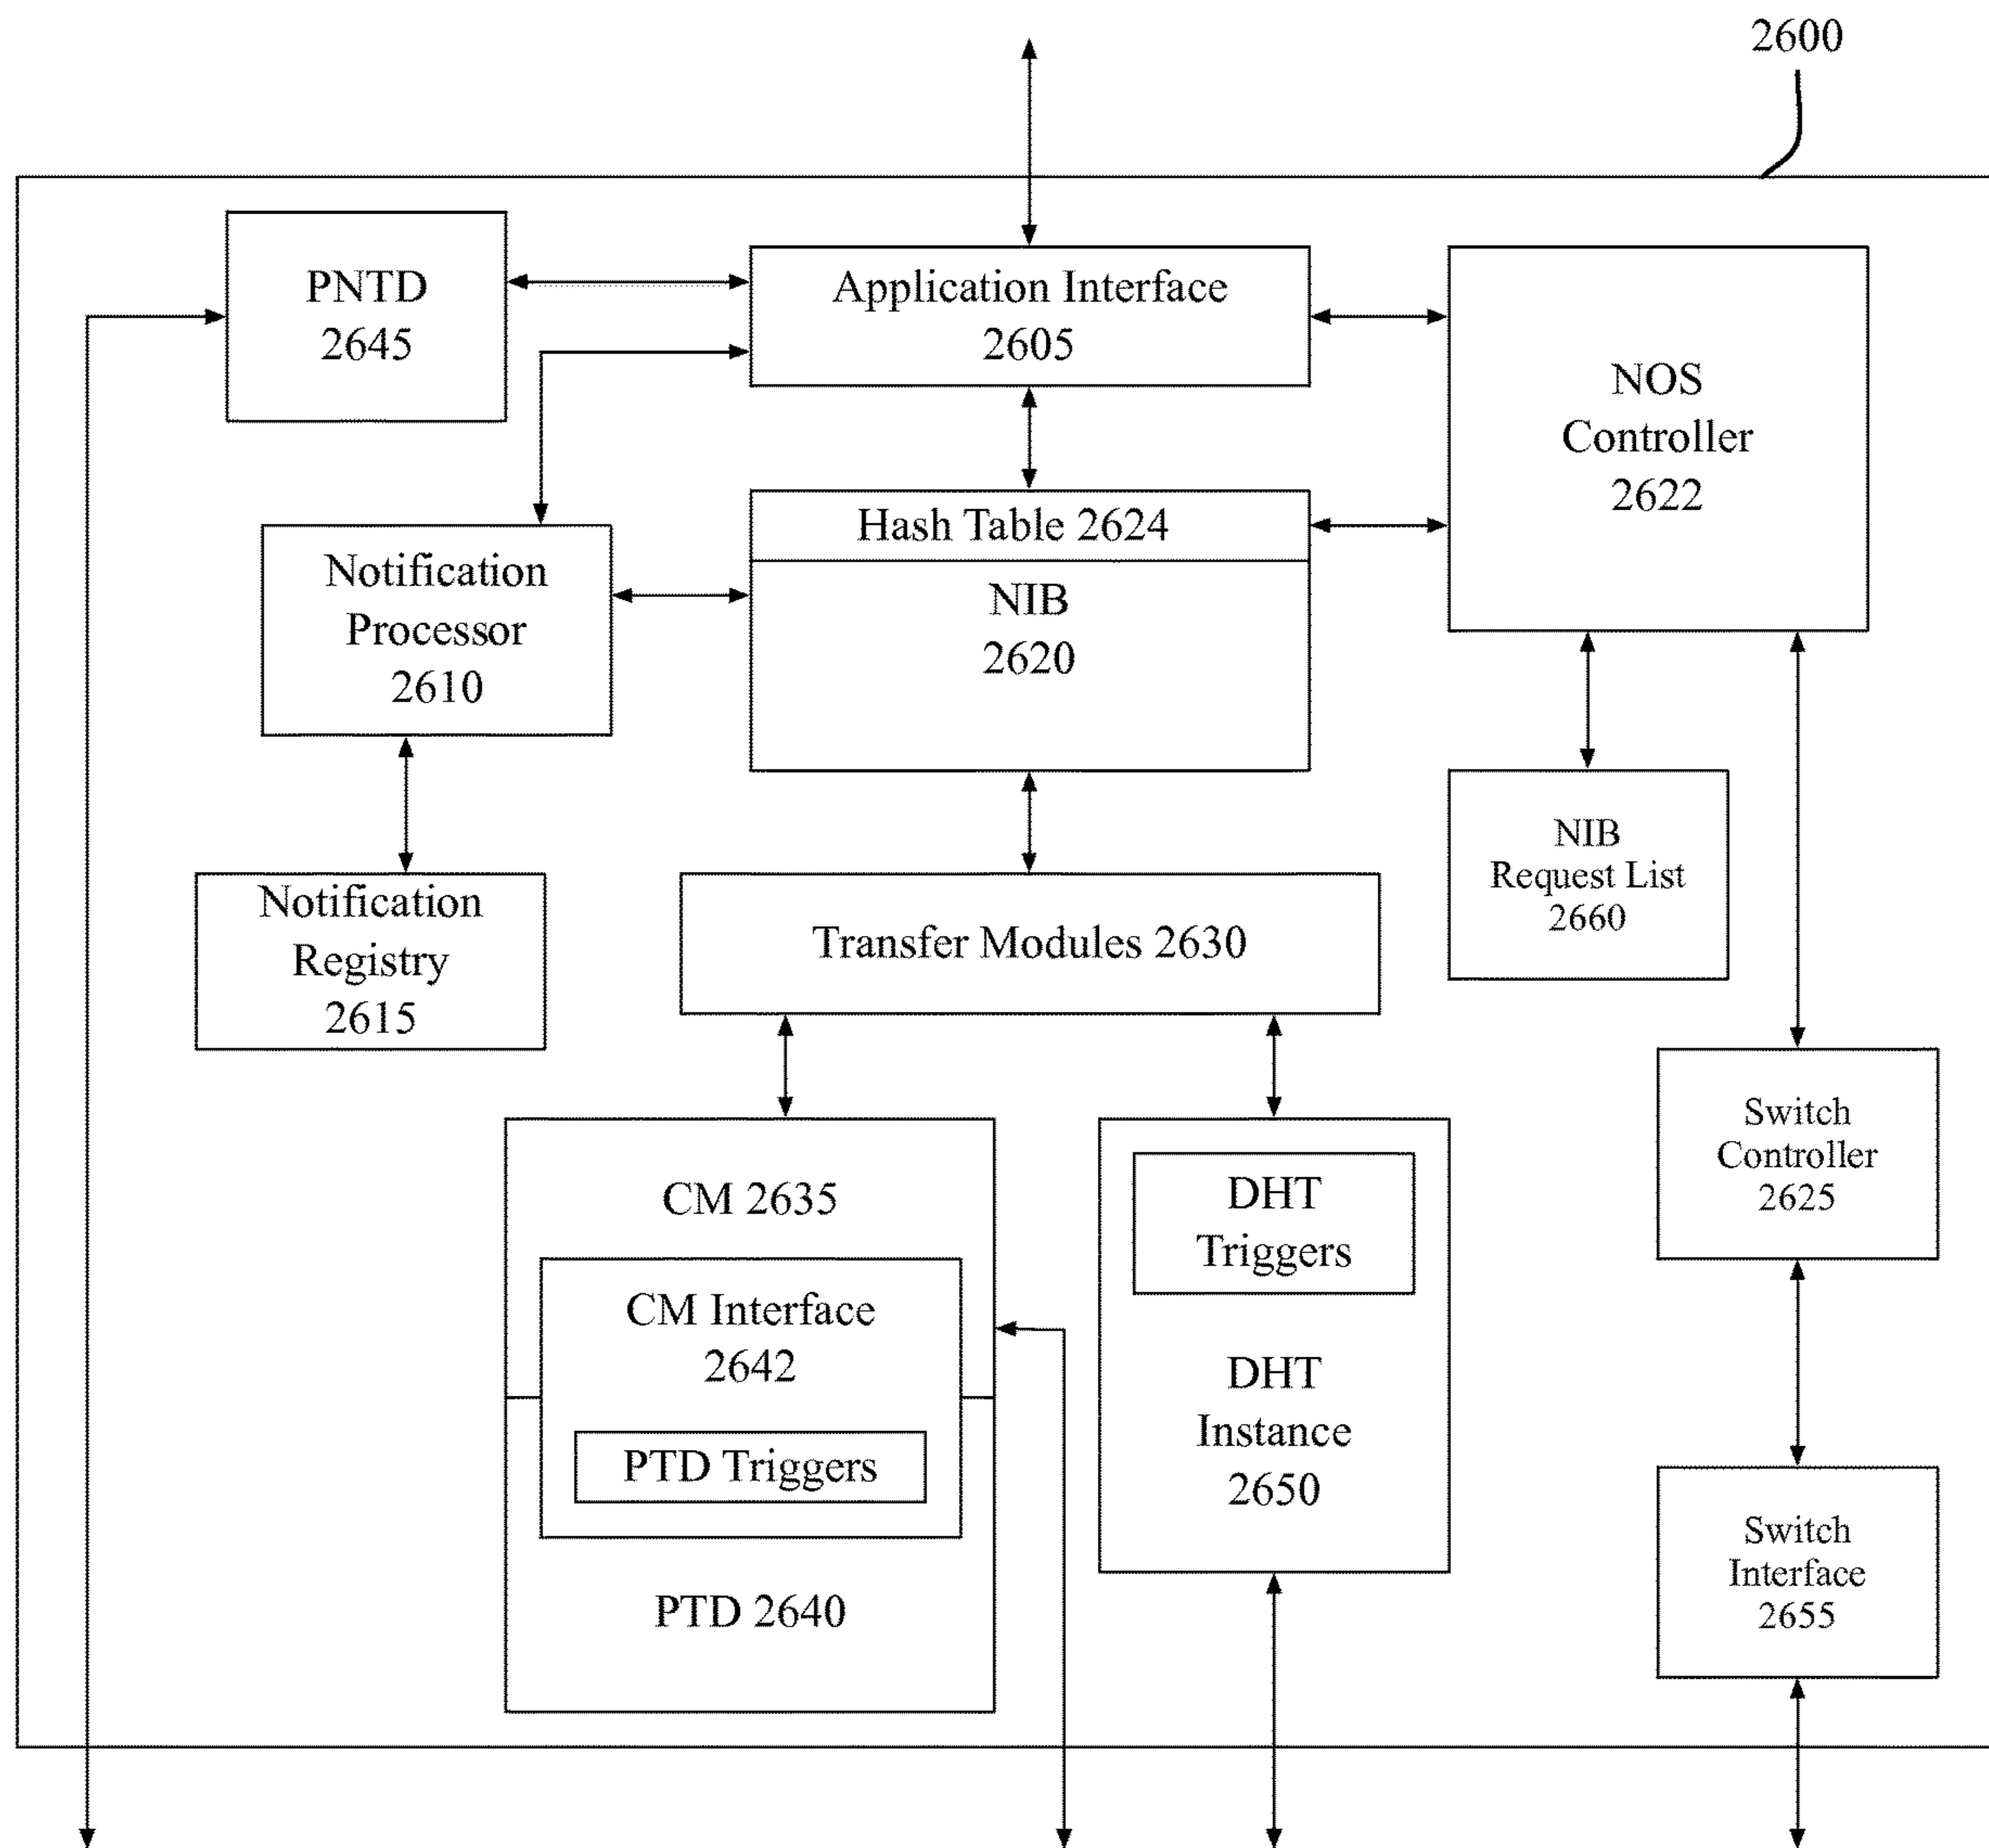 2600
PNTD
2645
Application Interface
2605
NOS
Controller
2622
Hash Table 2624
NIB
2620
Notification
Processor
2610
Notification
Registry
2615
NIB
Request List
2660
Transfer Modules 2630
CM 2635
CM Interface
2642
PTD Triggers
PTD 2640
DHT
Triggers
DHT
Instance
2650
Switch
Controller
2625
Switch
Interface
2655